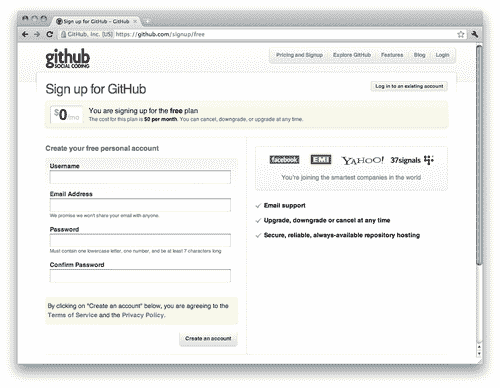 Sign up for GitHub – GitHub
GitHub, Inc. [US] https://github.com/signup/free
github
SOCIAL CODING
Pricing and Signup Explore GitHub Features Blog Login
Sign up for GitHub
Log in to an existing account
$0/mo
You are signing up for the free plan
The cost for this plan is $0 per month. You can cancel, downgrade, or upgrade at any time.
Create your free personal account
Username
Email Address
We promise we won't share your email with anyone.
Password
Must contain one lowercase letter, one number, and be at least 7 characters long.
Confirm Password
By clicking on "Create an account" below, you are agreeing to the
Terms of Service and the Privacy Policy.
Create an account
facebook EMI YAHOO! 37signals
You're joining the smartest companies in the world
Email support
Upgrade, downgrade or cancel at any time
Secure, reliable, always-available repository hosting